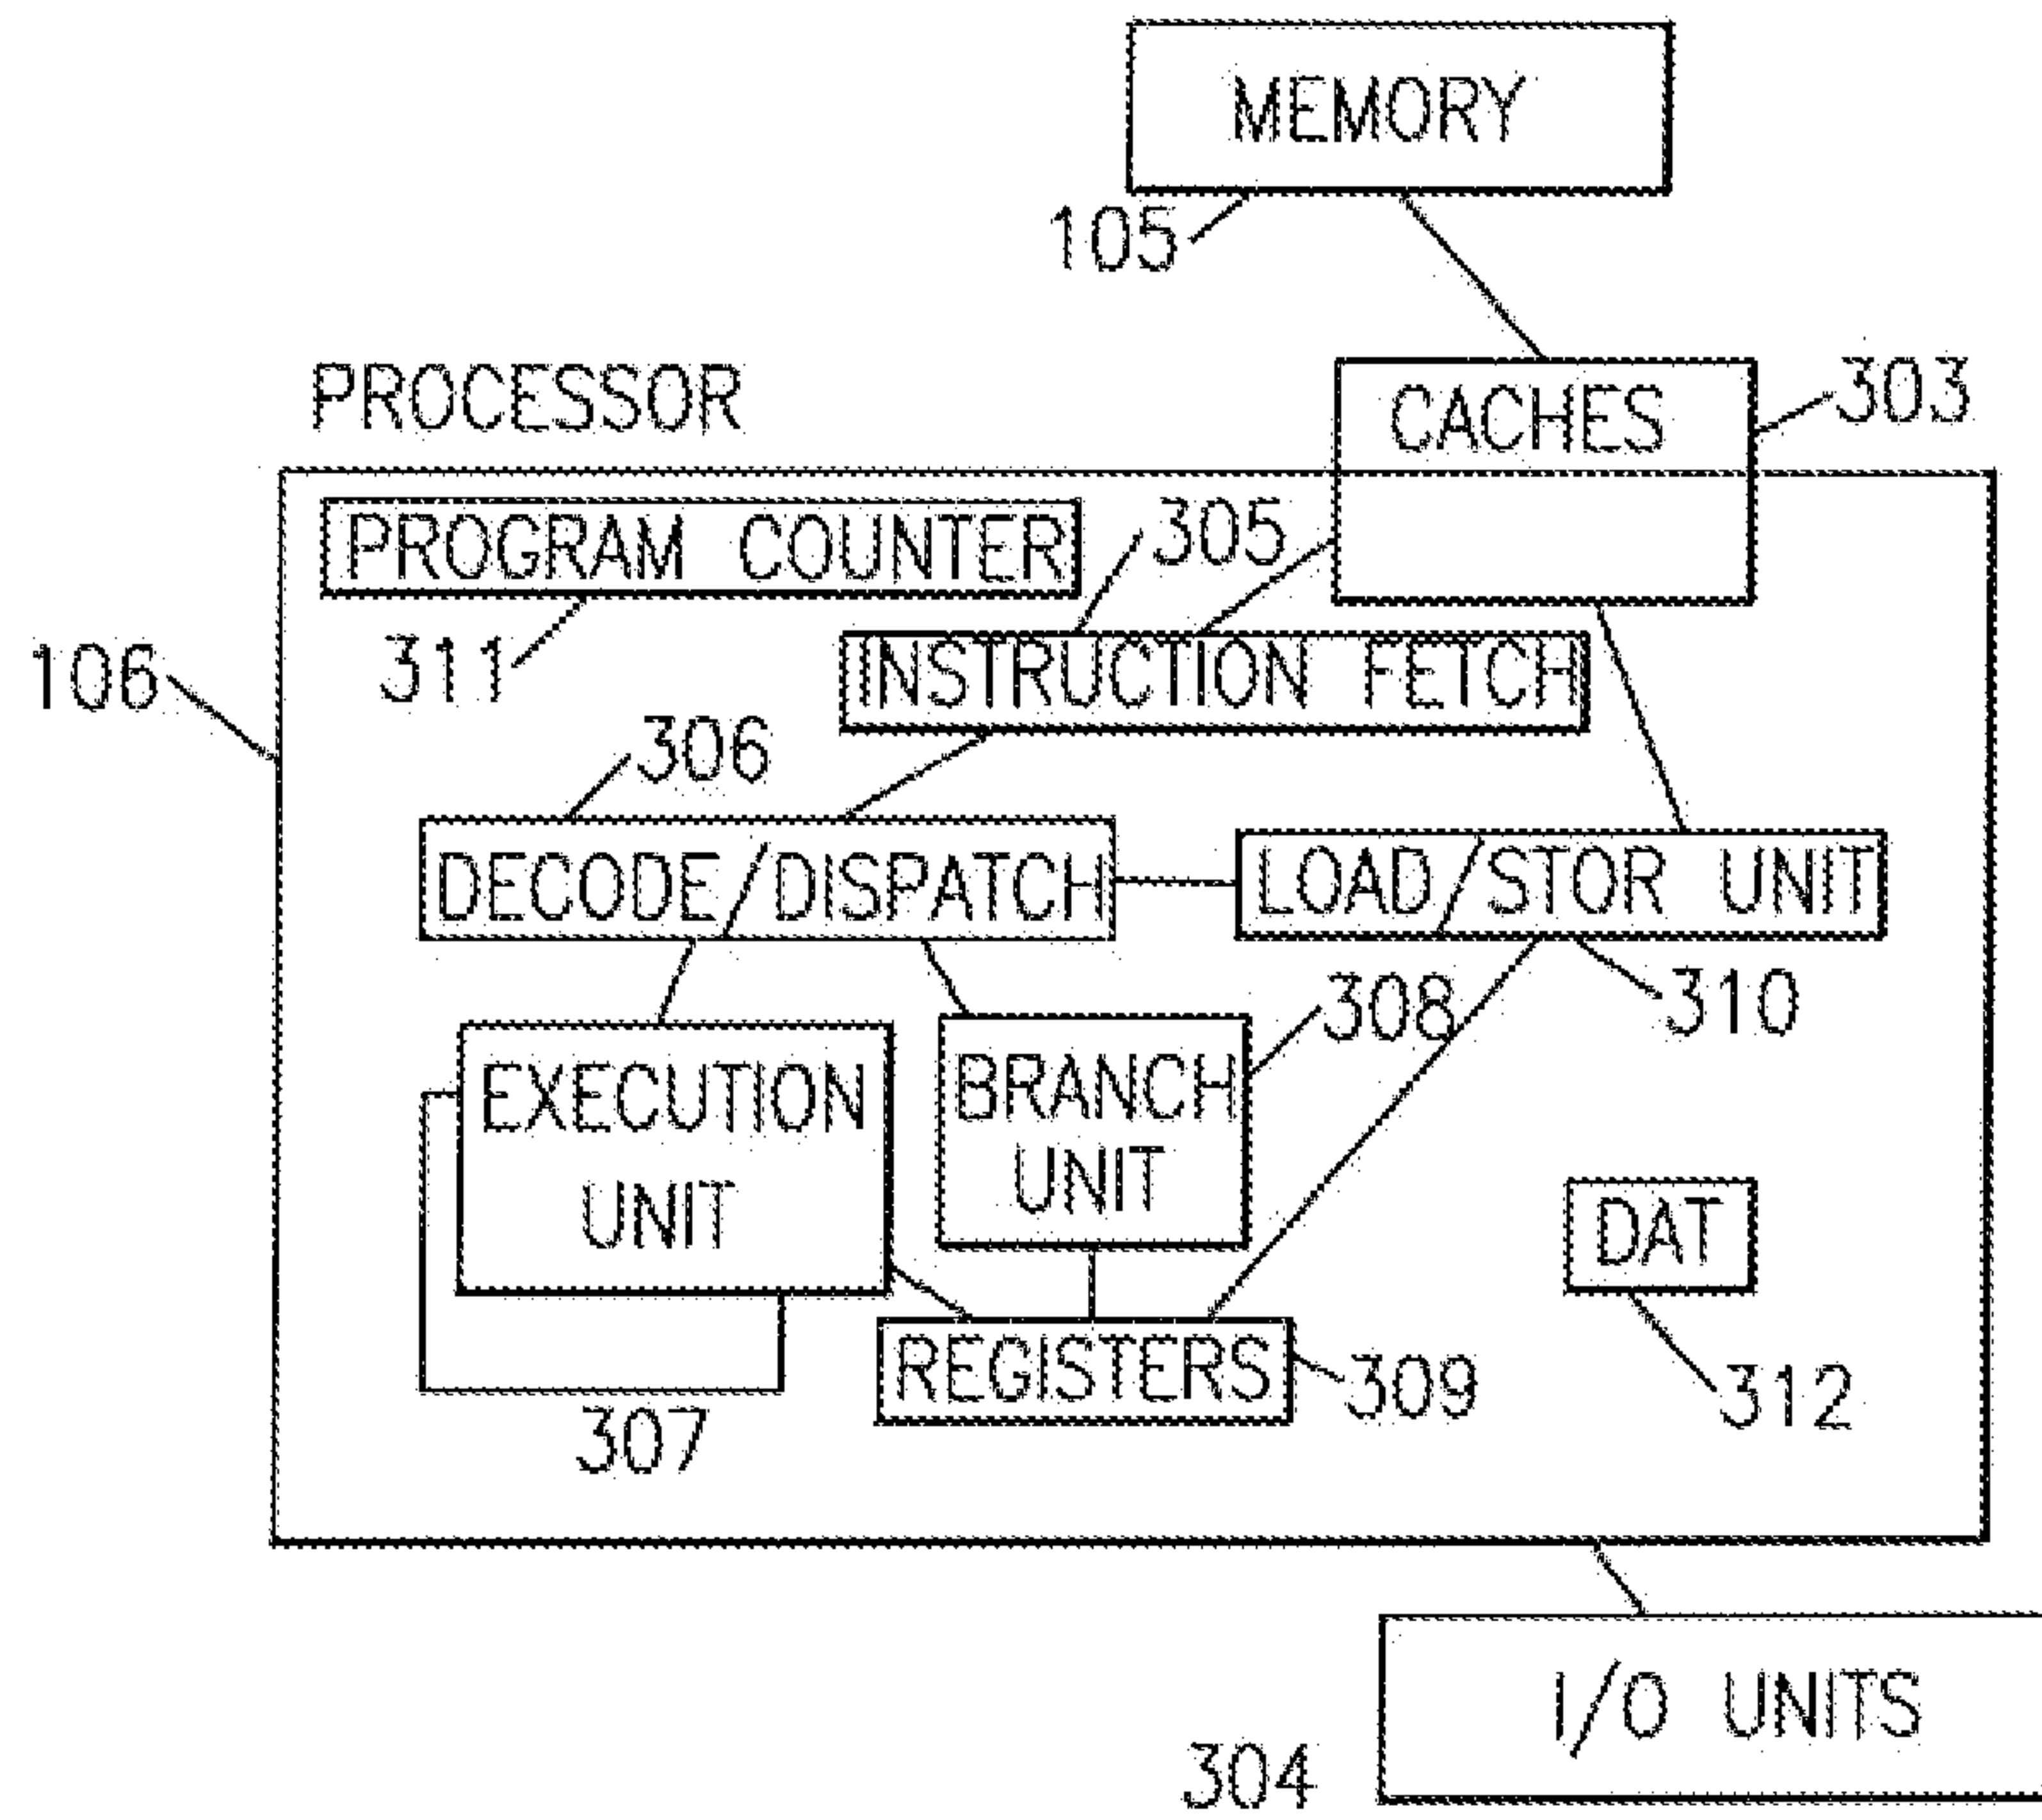 MEMORY
105
PROCESSOR
CACHES
303
PROGRAM COUNTER
305
311
INSTRUCTION FETCH
106
306
DECODE/DISPATCH
LOAD/STOR UNIT
308
310
EXECUTION
UNIT
BRANCH
UNIT
DAT
REGISTERS
309
312
307
I/O UNITS
304